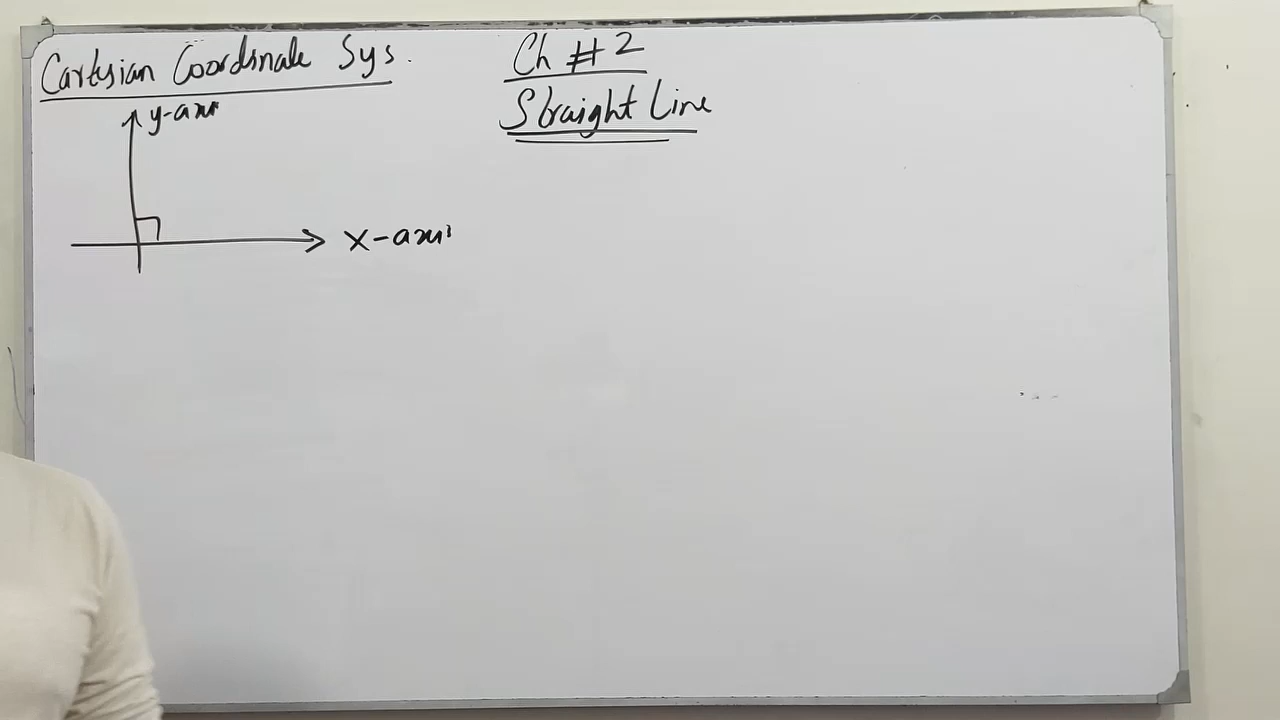 Cartesian Coordinate Sys.
Ch # 2
Straight Line
y-axis
x-axis